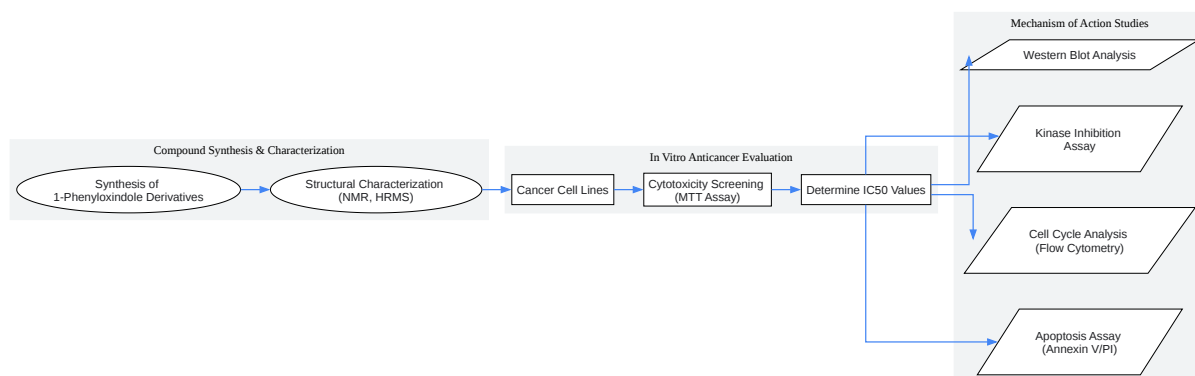 Mechanism of Action Studies
Western Blot Analysis
Kinase Inhibition
Assay
Compound Synthesis & Characterization
In Vitro Anticancer Evaluation
Synthesis of
1-Phenyloxindole Derivatives
Structural Characterization
(NMR, HRMS)
Cancer Cell Lines
Cytotoxicity Screening
(MTT Assay)
Determine IC50 Values
Cell Cycle Analysis
(Flow Cytometry)
Apoptosis Assay
(Annexin V/PI)